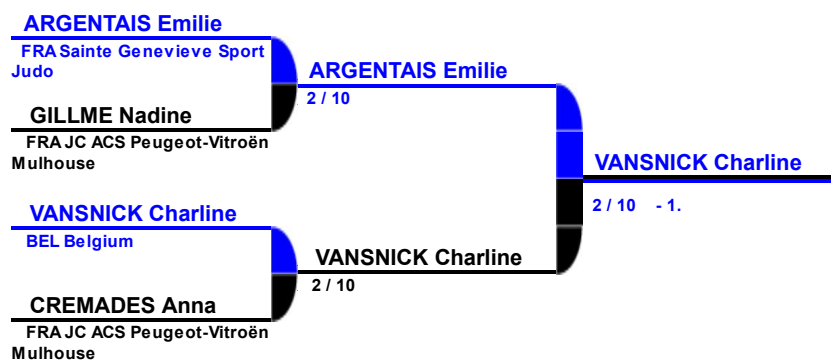 ARGENTAIS Emilie
FRA Sainte Genevieve Sport
Judo
ARGENTAIS Emilie
2 / 10
GILLME Nadine
FRA JC ACS Peugeot-Vitroën
Mulhouse
VANSNICK Charline
2 / 10 - 1.
VANSNICK Charline
BEL Belgium
VANSNICK Charline
2 / 10
CREMADES Anna
FRA JC ACS Peugeot-Vitroën
Mulhouse